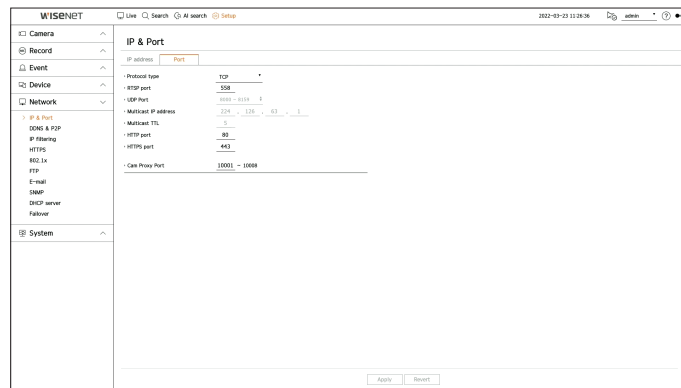 WISENET
Live Search AI search Setup 2022-03-23 11:26:36 admin ?
Camera
Record
Event
Device
Network
IP & Port
DDNS & P2P
IP filtering
HTTPS
802.1x
FTP
E-mail
SNMP
DHCP server
Failover
System
IP & Port
IP address Port
Protocol type TCP
RTSP port 558
UDP Port 8000 ~ 8159
Multicast IP address 224 . 126 . 63 . 1
Multicast TTL 5
HTTP port 80
HTTPS port 443
Cam Proxy Port 10001 ~ 10008
Apply Revert